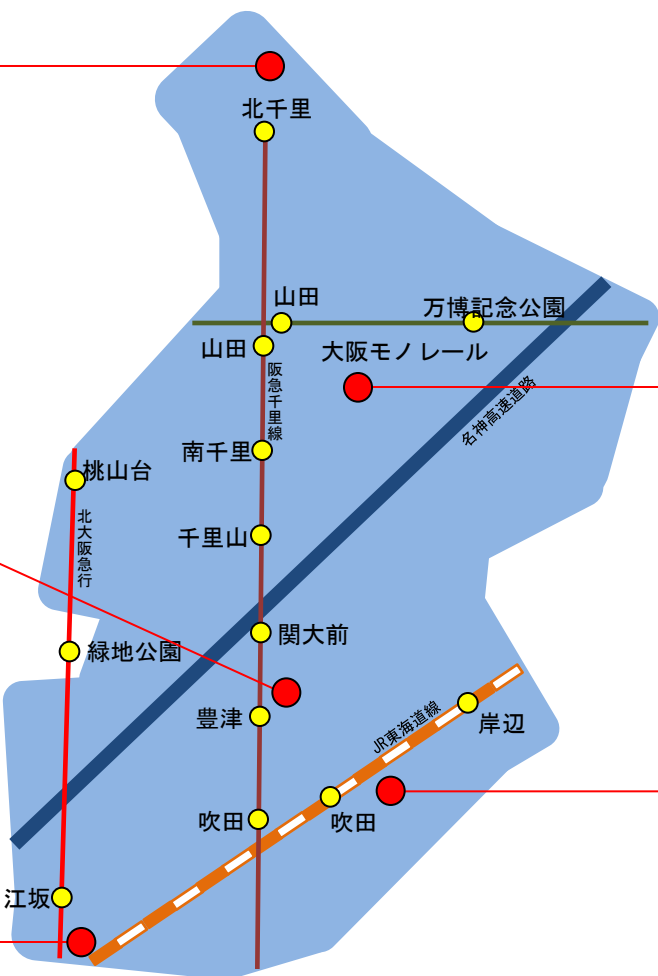 北千里
山田
万博記念公園
山田
大阪モノレール
阪急千里線
名神高速道路
南千里
桃山台
北大阪急行
千里山
関大前
緑地公園
豊津
JR東海道線
岸辺
吹田
吹田
江坂